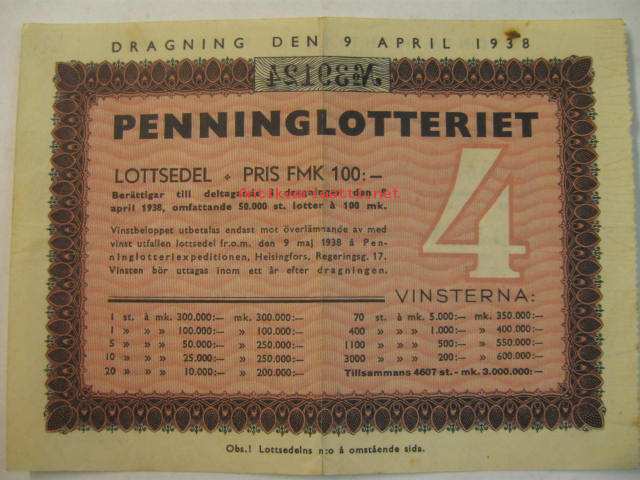 DRAGNING DEN 9 APRIL 1938
PENNINGLOTTERIET
LOTTSEDEL + PRIS FMK 100:—
Berättigar till deltagande i dragningen den
april 1938, omfattande 50.000 st. lotter à 100 mk.
Vinstbeloppet utbetalas endast mot överlämnande av med
vinst utfallen lottsedel fr.o.m. den 9 maj 1938 å Pen-
ninglotteriexpeditionen, Helsingfors, Regeringsg. 17.
Vinsten bör uttagas inom ett år efter dragningen.
4
VINSTERNA:
1 st. à mk. 300.000:— mk. 300.000:—
1 » » » 100.000:— » 100.000:—
5 » » » 50.000:— » 250.000:—
10 » » » 25.000:— » 250.000:—
20 » » » 10.000:— » 200.000:—
70 st. à mk. 5.000:— mk. 350.000:—
400 » » » 1.000:— » 400.000:—
1100 » » » 500:— » 550.000:—
3000 » » » 200:— » 600.000:—
Tillsammans 4607 st. - mk. 3.000.000:—
Obs.! Lottsedelns n:o å omstående sida.